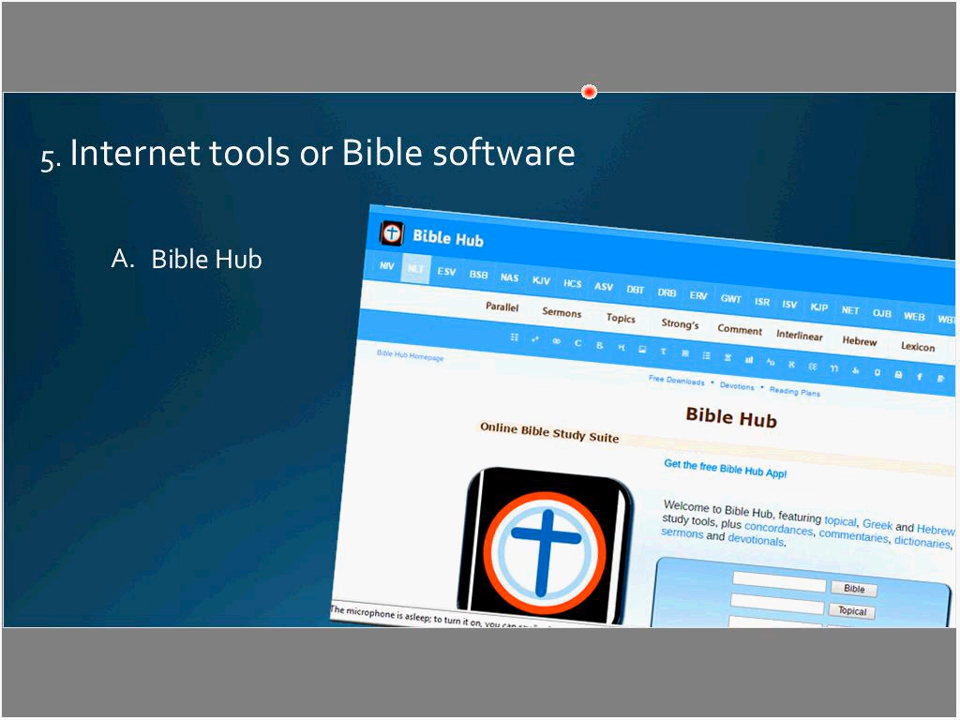 5. Internet tools or Bible software
A. Bible Hub
Bible Hub
NIV NLT ESV BSB NAS KJV HCS ASV DBT DRB ERV GWT ISR ISV KJP NET OJB WEB
Parallel Sermons Topics Strong's Comment Interlinear Hebrew Lexicon
Bible Hub Homepage
Free Downloads • Devotions • Reading Plans
Bible Hub
Online Bible Study Suite
Get the free Bible Hub App!
Welcome to Bible Hub, featuring topical, Greek and Hebrew
study tools, plus concordances, commentaries, dictionaries,
sermons and devotionals.
Bible
Topical
The microphone is asleep; to turn it on, you can